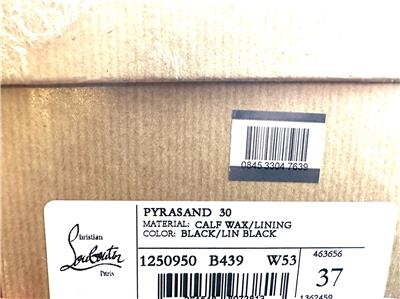 0845 3304 7639
PYRASAND 30
MATERIAL: CALF WAX/LINING
COLOR: BLACK/LIN BLACK
Christian
Louboutin
Paris
1250950 B439 W53
463656
37
1362459